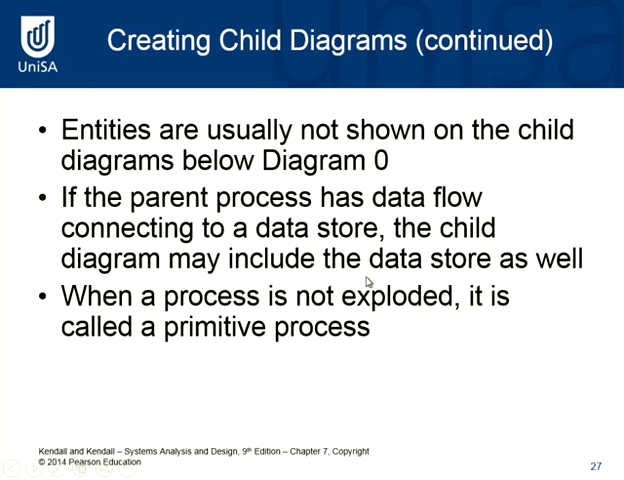 UniSA
Creating Child Diagrams (continued)
• Entities are usually not shown on the child
diagrams below Diagram 0
• If the parent process has data flow
connecting to a data store, the child
diagram may include the data store as well
• When a process is not exploded, it is
called a primitive process
Kendall and Kendall – Systems Analysis and Design, 9th Edition – Chapter 7, Copyright
© 2014 Pearson Education
27